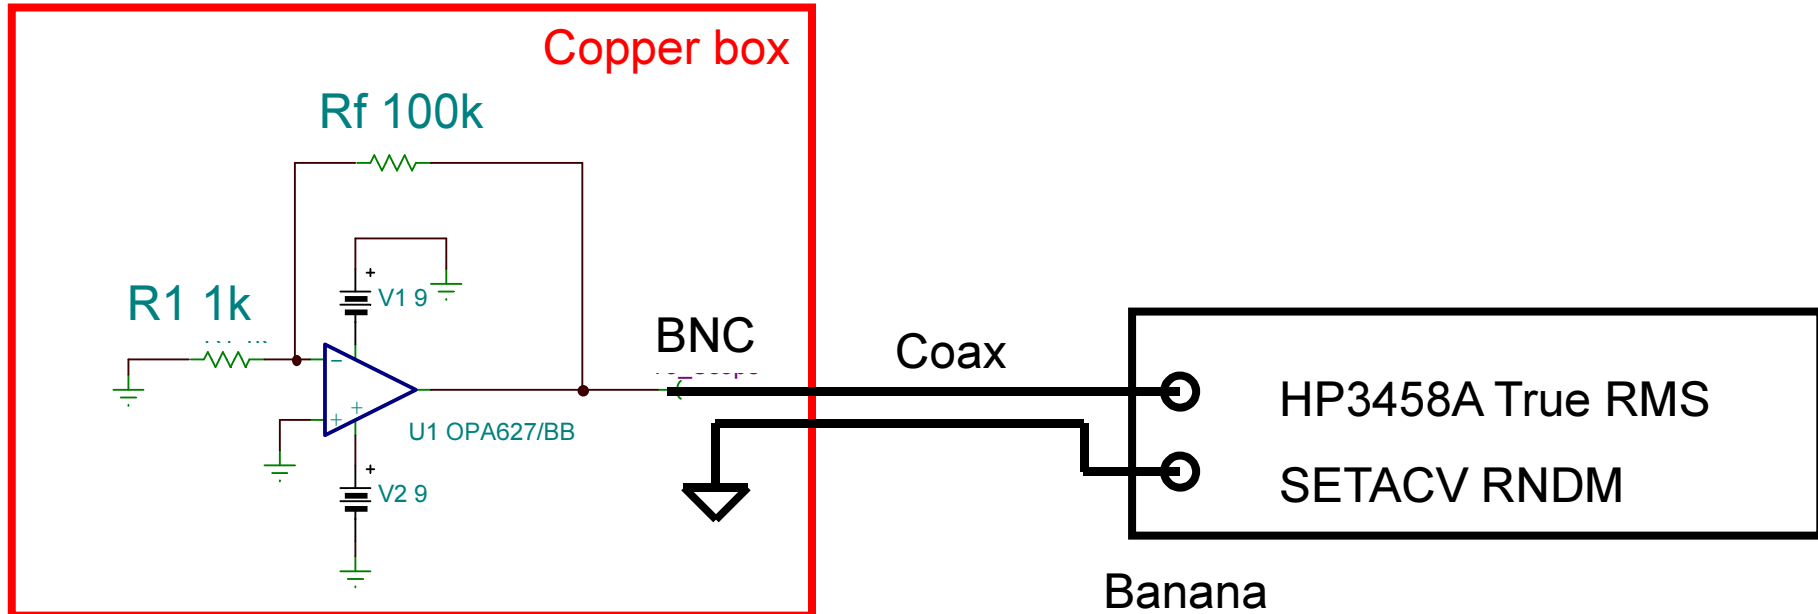 Copper box
Rf 100k
+
V1 9
R1 1k
BNC
Coax
HP3458A True RMS
U1 OPA627/BB
+
V2 9
SETACV RNDM
Banana